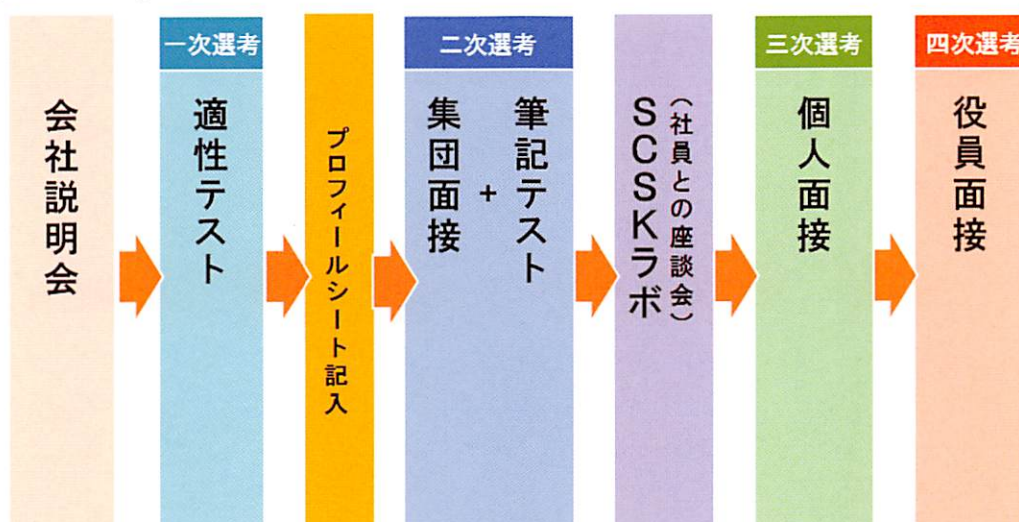 会社説明会
一次選考
適性テスト
プロフィールシート記入
二次選考
筆記テスト
+
集団面接
(社員との座談会)
SCSKラボ
三次選考
個人面接
四次選考
役員面接